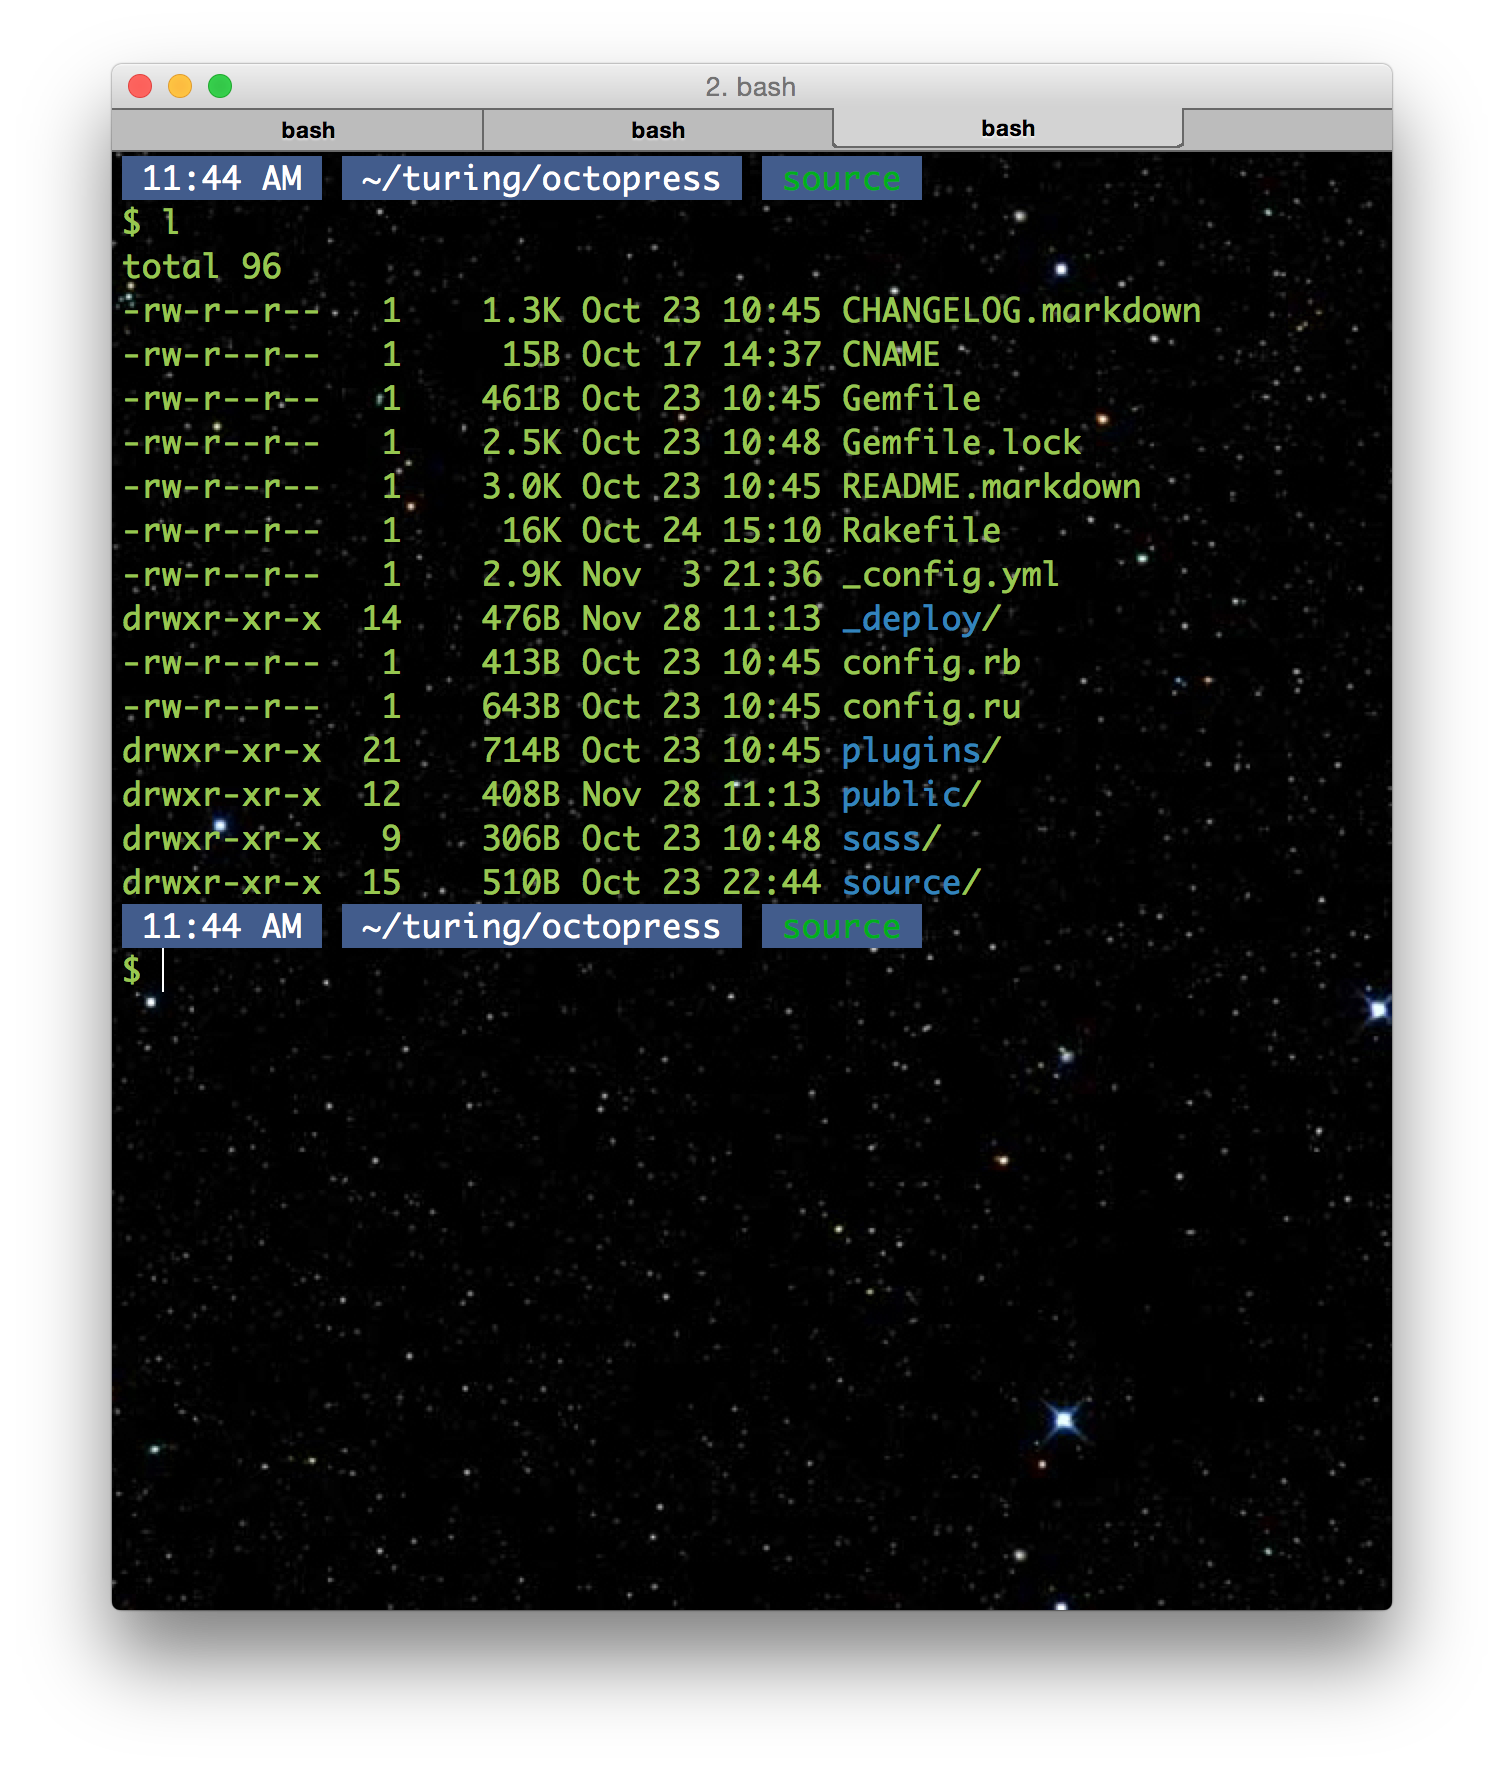 2. bash
bash bash bash
11:44 AM ~/turing/octopress source
$ l
total 96
-rw-r--r-- 1 1.3K Oct 23 10:45 CHANGELOG.markdown
-rw-r--r-- 1 15B Oct 17 14:37 CNAME
-rw-r--r-- 1 461B Oct 23 10:45 Gemfile
-rw-r--r-- 1 2.5K Oct 23 10:48 Gemfile.lock
-rw-r--r-- 1 3.0K Oct 23 10:45 README.markdown
-rw-r--r-- 1 16K Oct 24 15:10 Rakefile
-rw-r--r-- 1 2.9K Nov 3 21:36 _config.yml
drwxr-xr-x 14 476B Nov 28 11:13 _deploy/
-rw-r--r-- 1 413B Oct 23 10:45 config.rb
-rw-r--r-- 1 643B Oct 23 10:45 config.ru
drwxr-xr-x 21 714B Oct 23 10:45 plugins/
drwxr-xr-x 12 408B Nov 28 11:13 public/
drwxr-xr-x 9 306B Oct 23 10:48 sass/
drwxr-xr-x 15 510B Oct 23 22:44 source/
11:44 AM ~/turing/octopress source
$